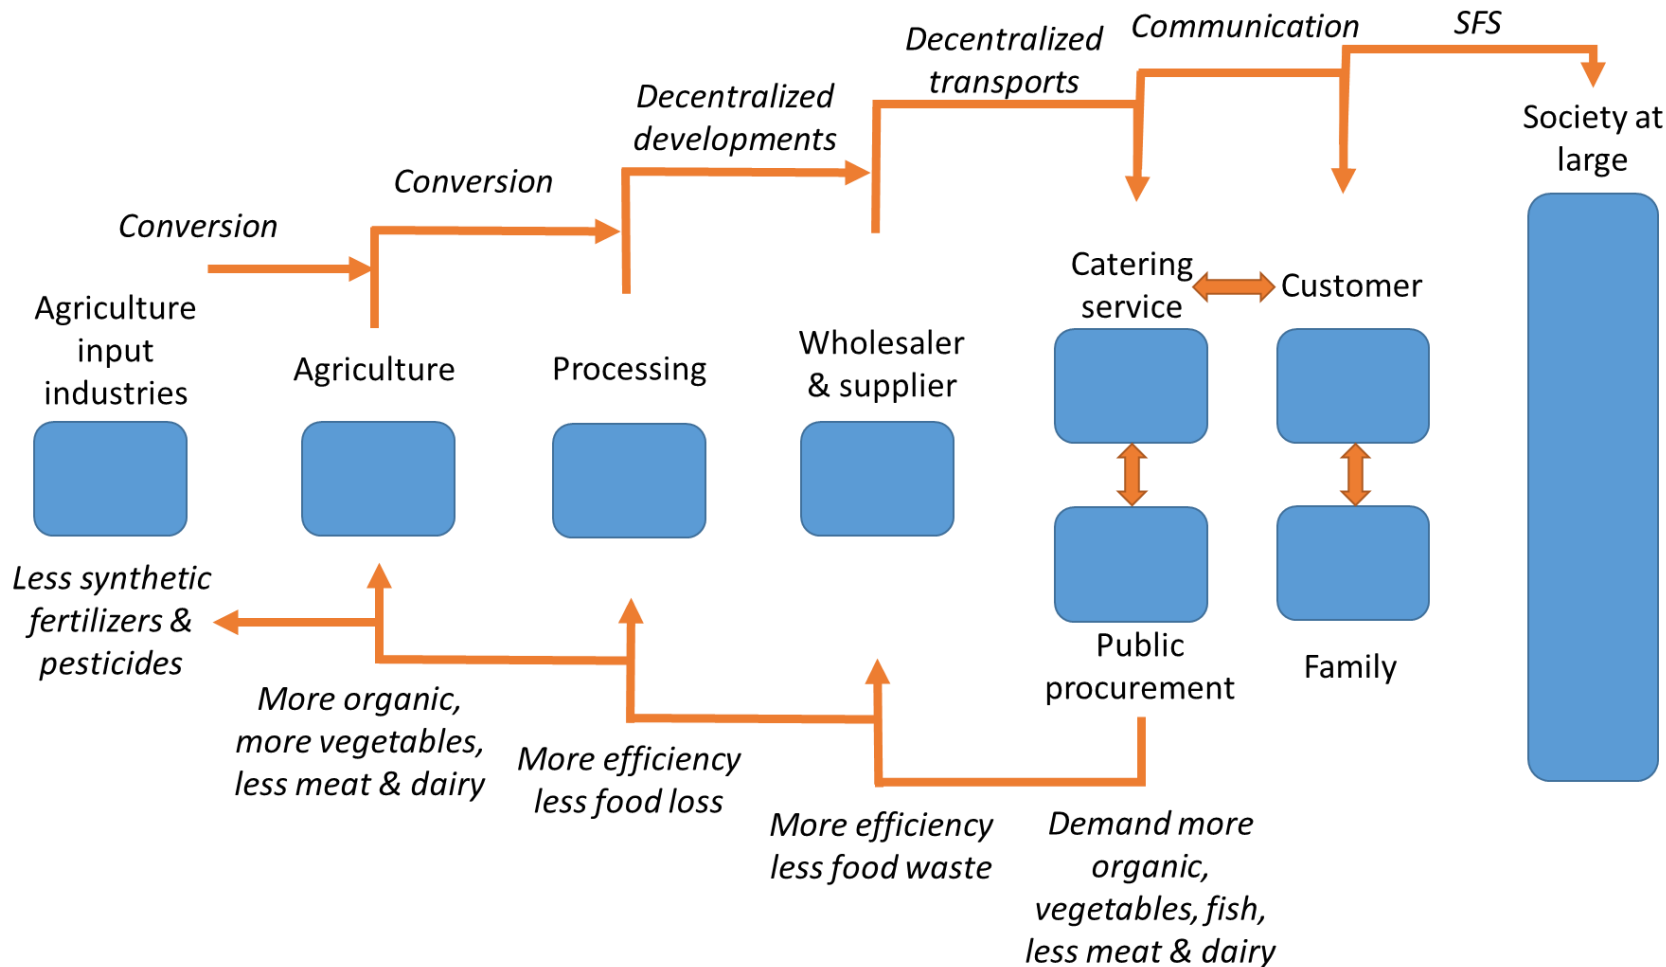 SFS
Communication
Decentralized
transports
Decentralized
developments
Conversion
Conversion
Society at
large
Agriculture
input
industries
Agriculture
Processing
Wholesaler
& supplier
Catering
service
Customer
Public
procurement
Family
Less synthetic
fertilizers &
pesticides
More organic,
more vegetables,
less meat & dairy
More efficiency
less food loss
More efficiency
less food waste
Demand more
organic,
vegetables, fish,
less meat & dairy